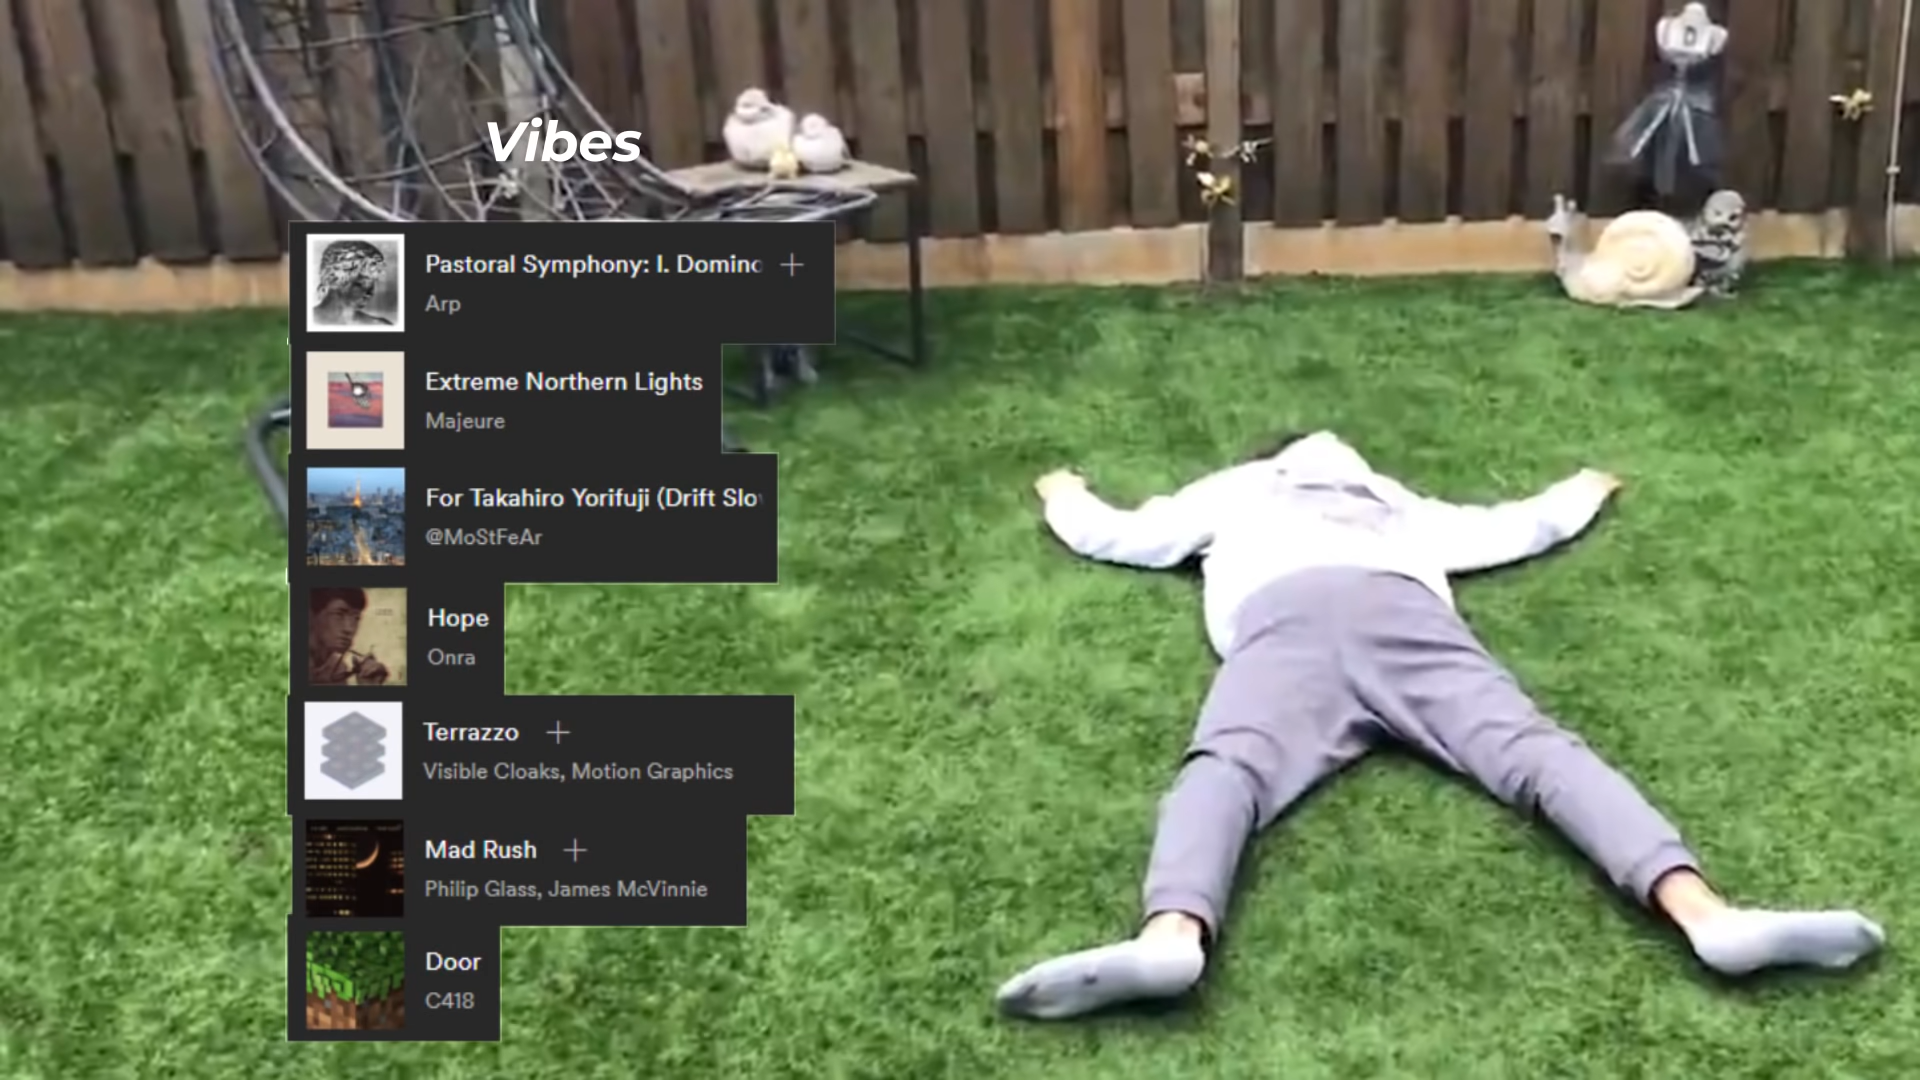 Vibes
Pastoral Symphony: I. Domino
Arp
Extreme Northern Lights
Majeure
For Takahiro Yorifuji (Drift Slo
@MoStFeAr
Hope
Onra
Terrazzo
Visible Cloaks, Motion Graphics
Mad Rush
Philip Glass, James McVinnie
Door
C418